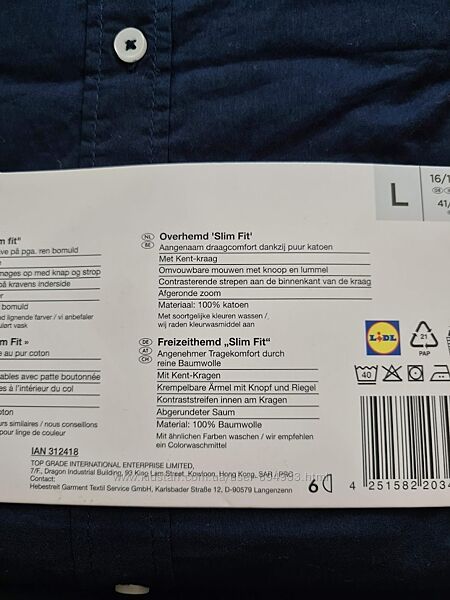 L
16/1
41/
m fit"
ve på pga. ren bomuld
møges op med knap og strop
på kravens inderside
er
bomuld
nd lignende farver / vi anbefaler
ulørt vask
m Fit »
e au pur coton
ables avec patte boutonnée
es à l'intérieur du col
coton
urs similaires / nous conseillons
pour linge de couleur
NL
BE
Overhemd 'Slim Fit'
Aangenaam draagcomfort dankzij puur katoen
Met Kent-kraag
Omvouwbare mouwen met knoop en lummel
Contrasterende strepen aan de binnenkant van de kraag
Afgeronde zoom
Materiaal: 100% katoen
Met soortgelijke kleuren wassen /
wij raden kleurwasmiddel aan
DE
AT
CH
Freizeithemd „Slim Fit“
Angenehmer Tragekomfort durch
reine Baumwolle
Mit Kent-Kragen
Krempelbare Ärmel mit Knopf und Riegel
Kontraststreifen innen am Kragen
Abgerundeter Saum
Material: 100% Baumwolle
Mit ähnlichen Farben waschen / wir empfehlen
ein Colorwaschmittel
LIDL
21
PAP
40
IAN 312418
TOP GRADE INTERNATIONAL ENTERPRISE LIMITED,
7/F., Dragon Industrial Building, 93 King Lam Street, Kowloon, Hong Kong, SAR / PRC
Contact:
Hebestreit Garment Textil Service GmbH, Karlsbader Straße 12, D-90579 Langenzenn
6
4 251582 2034